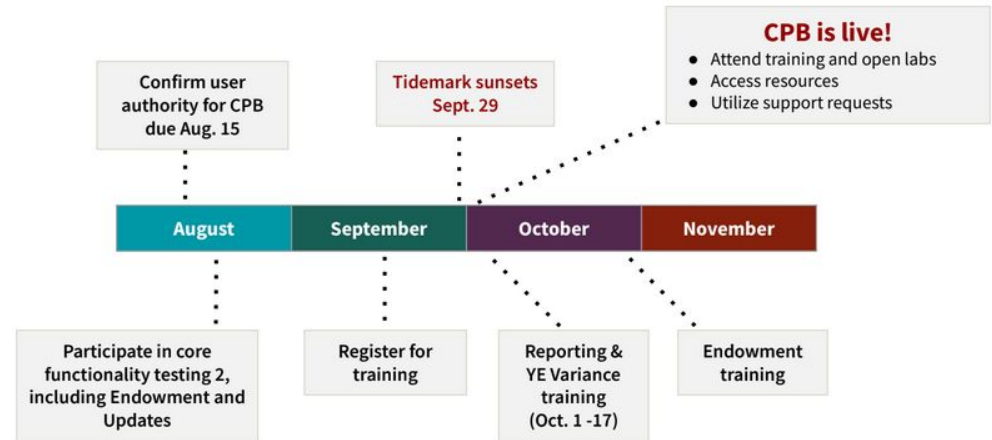 CPB is live!
● Attend training and open labs
● Access resources
● Utilize support requests
Confirm user
authority for CPB
due Aug. 15
Tidemark sunsets
Sept. 29
August
September
October
November
Participate in core
functionality testing 2,
including Endowment and
Updates
Register for
training
Reporting &
YE Variance
training
(Oct. 1 -17)
Endowment
training